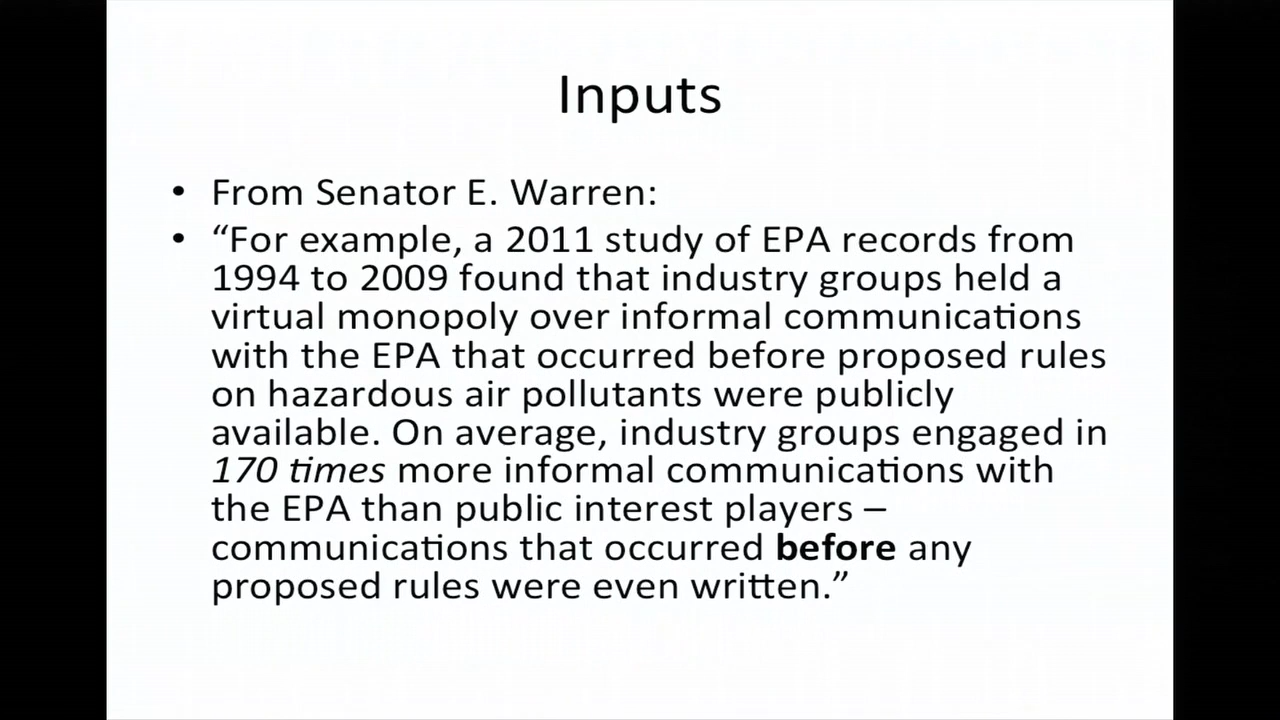 Inputs
• From Senator E. Warren:
• “For example, a 2011 study of EPA records from
1994 to 2009 found that industry groups held a
virtual monopoly over informal communications
with the EPA that occurred before proposed rules
on hazardous air pollutants were publicly
available. On average, industry groups engaged in
170 times more informal communications with
the EPA than public interest players –
communications that occurred before any
proposed rules were even written.”